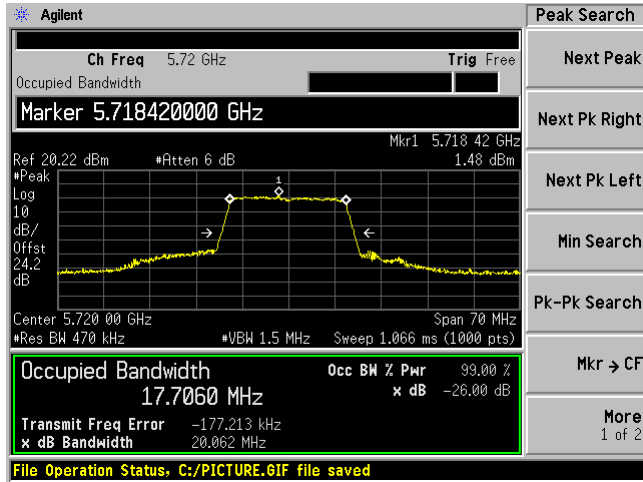 Agilent
Peak Search
Ch Freq 5.72 GHz Trig Free
Occupied Bandwidth
Marker 5.718420000 GHz
Mkr1 5.718 42 GHz
Ref 20.22 dBm #Atten 6 dB 1.48 dBm
#Peak
Log
10
dB/
Offst
24.2
dB
1
Center 5.720 00 GHz Span 70 MHz
#Res BW 470 kHz #VBW 1.5 MHz Sweep 1.066 ms (1000 pts)
Occupied Bandwidth Occ BW % Pwr 99.00 %
17.7060 MHz x dB -26.00 dB
Transmit Freq Error -177.213 kHz
x dB Bandwidth 20.062 MHz
File Operation Status, C:/PICTURE.GIF file saved
Next Peak
Next Pk Right
Next Pk Left
Min Search
Pk-Pk Search
Mkr → CF
More
1 of 2